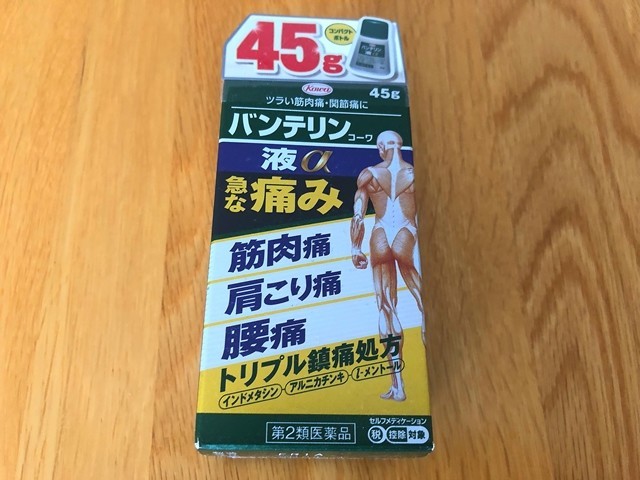 45g
コンパクト
ボトル
Kowa
45g
ツラい筋肉痛・関節痛に
バンテリン
コーワ
液α
急な痛み
筋肉痛
肩こり痛
腰痛
トリプル鎮痛処方
インドメタシン アルニカチンキ l-メントール
第2類医薬品
セルフメディケーション
税 控除 対象